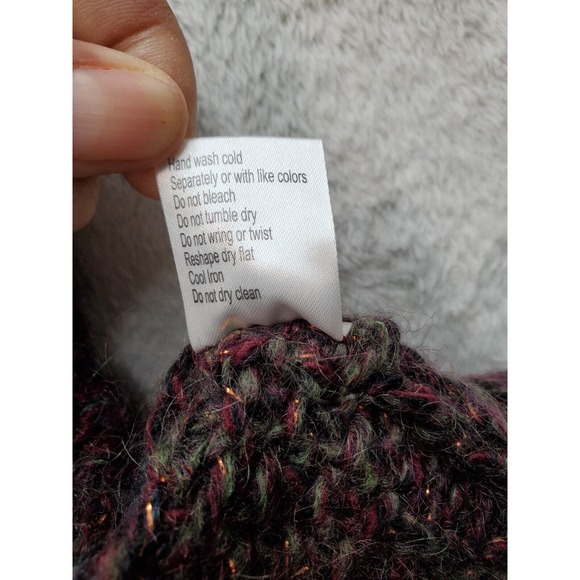 Hand wash cold
Separately or with like colors
Do not bleach
Do not tumble dry
Do not wring or twist
Reshape dry flat
Cool Iron
Do not dry clean